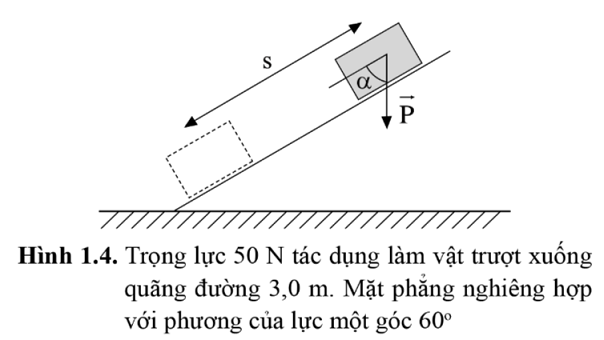 s
α
P⃗
Hình 1.4. Trọng lực 50 N tác dụng làm vật trượt xuống
quãng đường 3,0 m. Mặt phẳng nghiêng hợp
với phương của lực một góc 60º